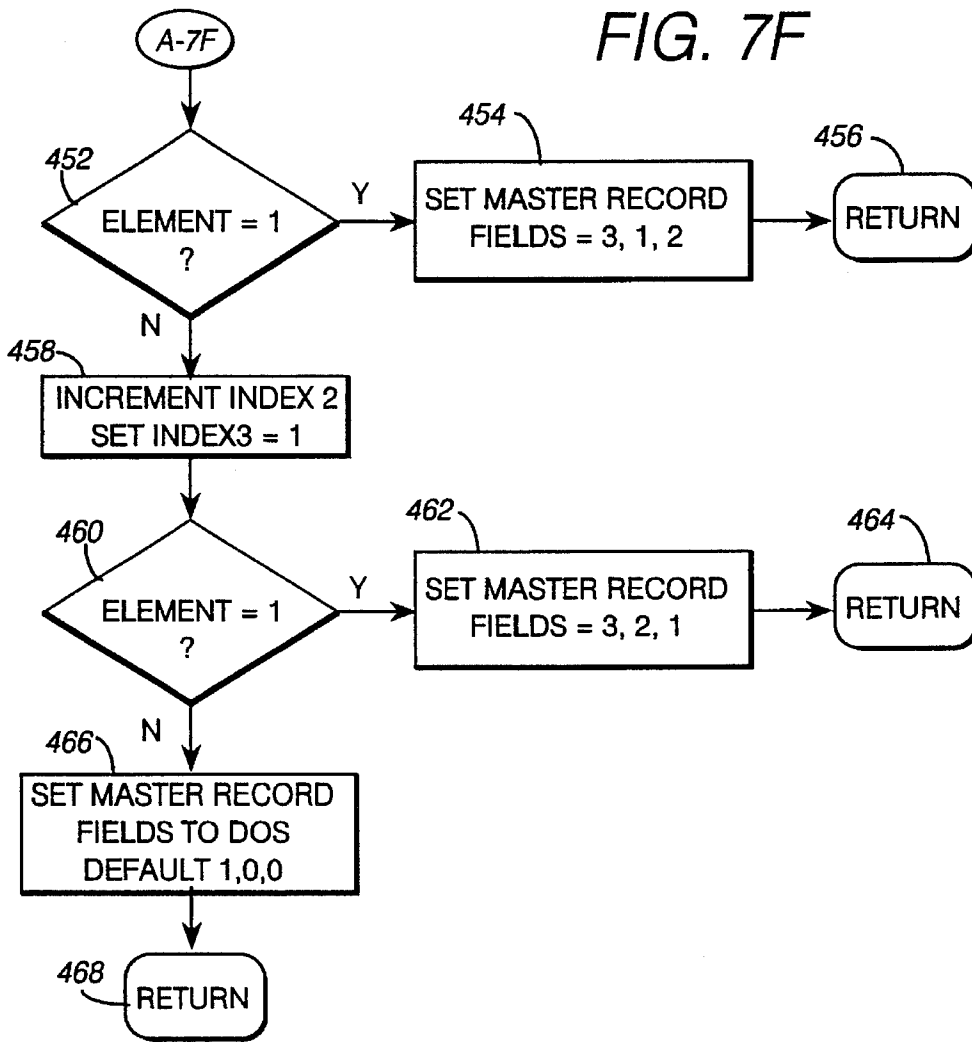 A-7F
FIG. 7F
452
ELEMENT = 1
?
Y
454
SET MASTER RECORD
FIELDS = 3, 1, 2
456
RETURN
N
458
INCREMENT INDEX 2
SET INDEX3 = 1
460
ELEMENT = 1
?
Y
462
SET MASTER RECORD
FIELDS = 3, 2, 1
464
RETURN
N
466
SET MASTER RECORD
FIELDS TO DOS
DEFAULT 1,0,0
468
RETURN